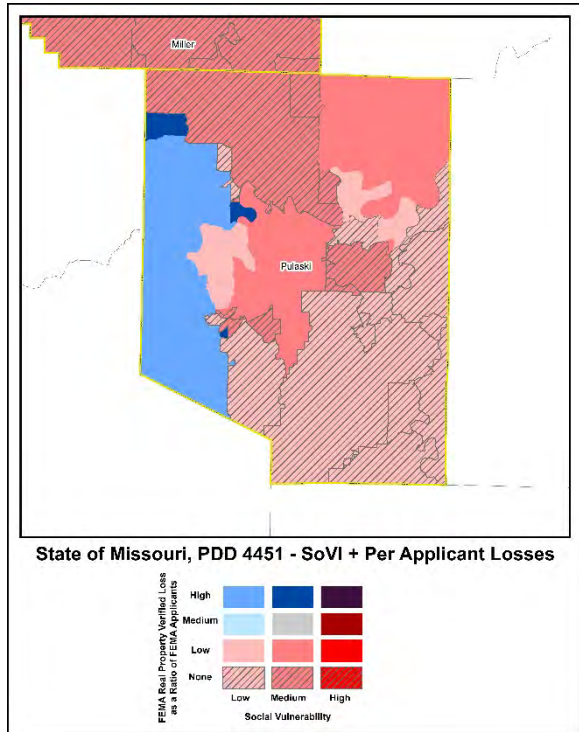 Miller
Pulaski
State of Missouri, PDD 4451 - SoVI + Per Applicant Losses
FEMA Real Property Verified Loss
as a Ratio of FEMA Applicants
High
Medium
Low
None
Low Medium High
Social Vulnerability